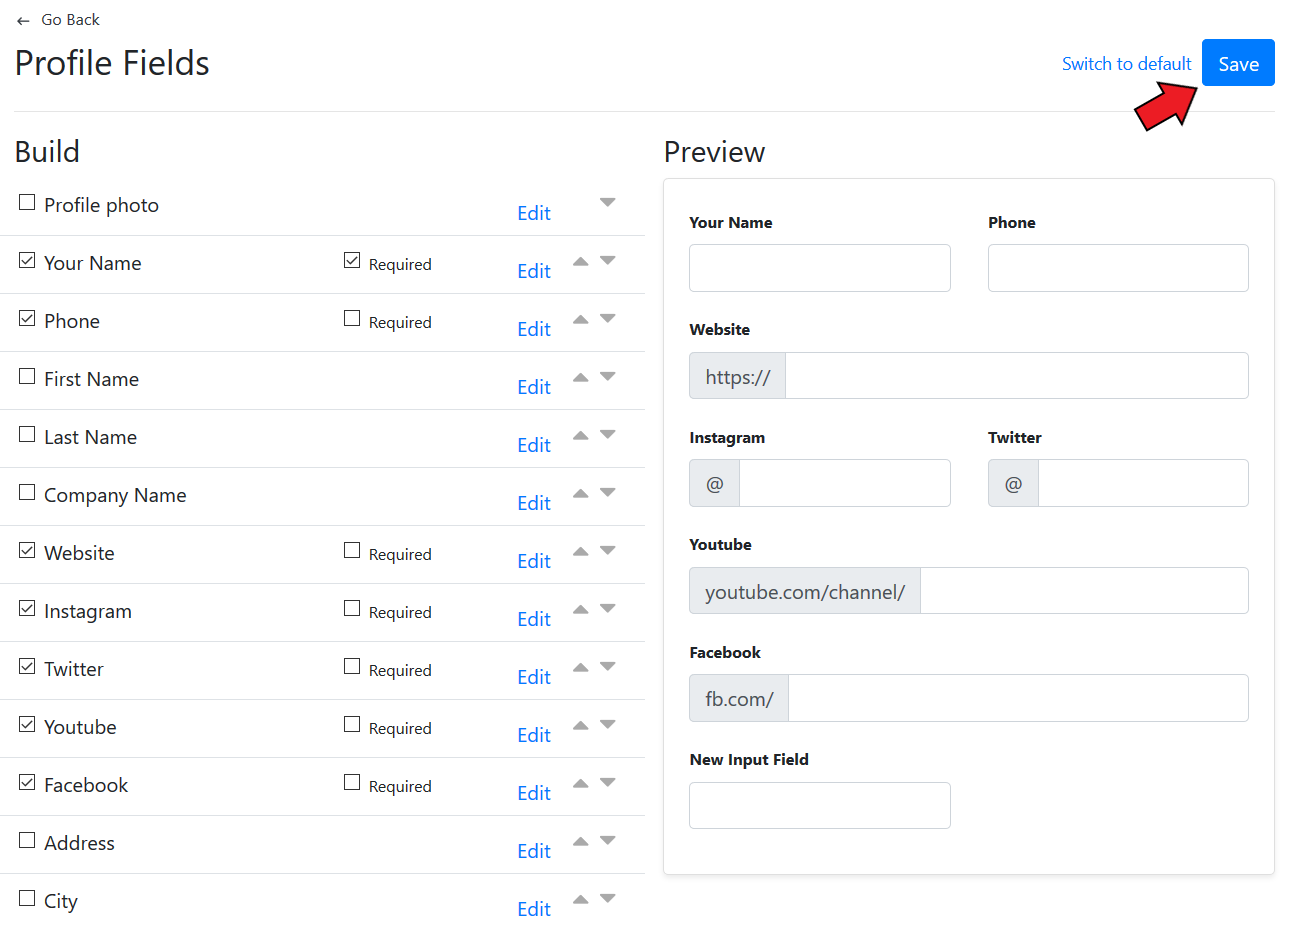 ← Go Back
Profile Fields
Switch to default
Save
Build
Profile photo Edit
Your Name Required Edit
Phone Required Edit
First Name Edit
Last Name Edit
Company Name Edit
Website Required Edit
Instagram Required Edit
Twitter Required Edit
Youtube Required Edit
Facebook Required Edit
Address Edit
City Edit
Preview
Your Name Phone
Website
https://
Instagram Twitter
@ @
Youtube
youtube.com/channel/
Facebook
fb.com/
New Input Field